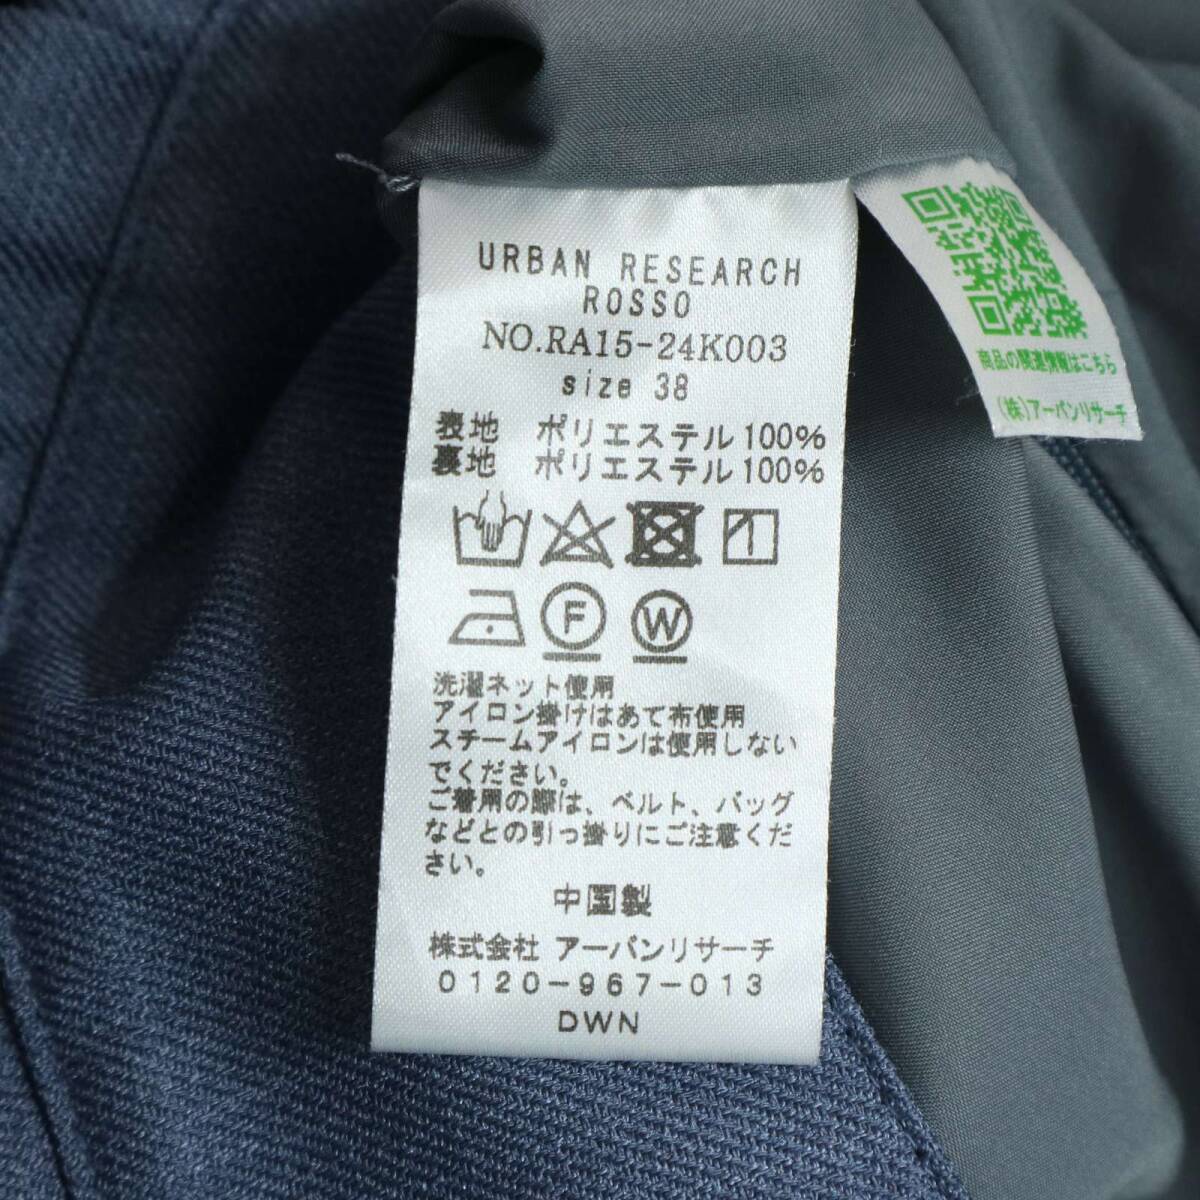 URBAN RESEARCH
ROSSO
NO.RA15-24K003
size 38
表地 ポリエステル100%
裏地 ポリエステル100%
F W
洗濯ネット使用
アイロン掛けはあて布使用
スチームアイロンは使用しない
でください。
ご着用の際は、ベルト、バッグ
などとの引っ掛りにご注意くだ
さい。
中国製
株式会社 アーバンリサーチ
0120-967-013
DWN
商品の関連情報はこちら
(株)アーバンリサーチ